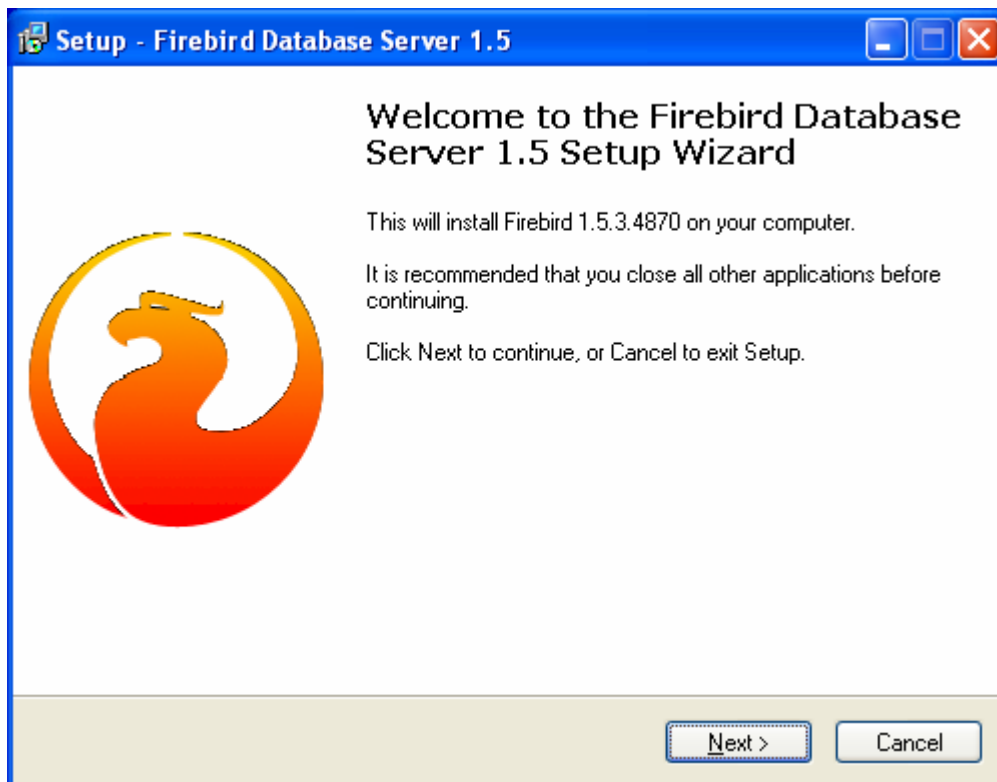 Setup - Firebird Database Server 1.5
Welcome to the Firebird Database
Server 1.5 Setup Wizard
This will install Firebird 1.5.3.4870 on your computer.
It is recommended that you close all other applications before
continuing.
Click Next to continue, or Cancel to exit Setup.
Next >
Cancel